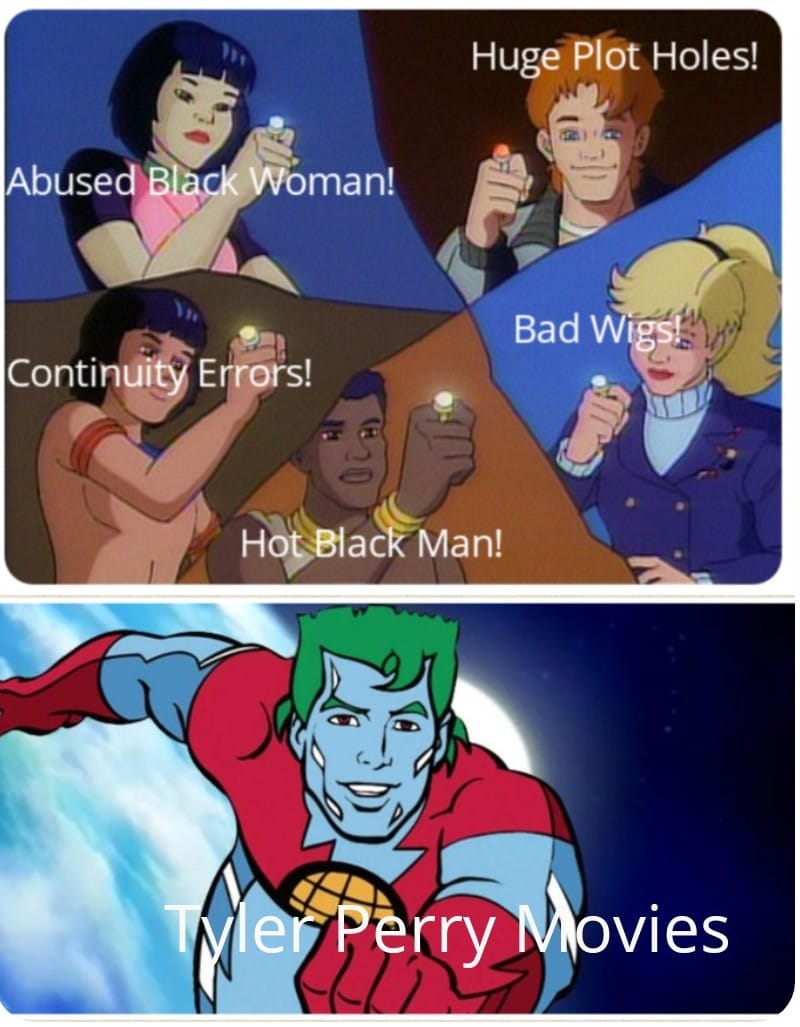 Huge Plot Holes!
Abused Black Woman!
Bad Wigs!
Continuity Errors!
Hot Black Man!
Tyler Perry Movies